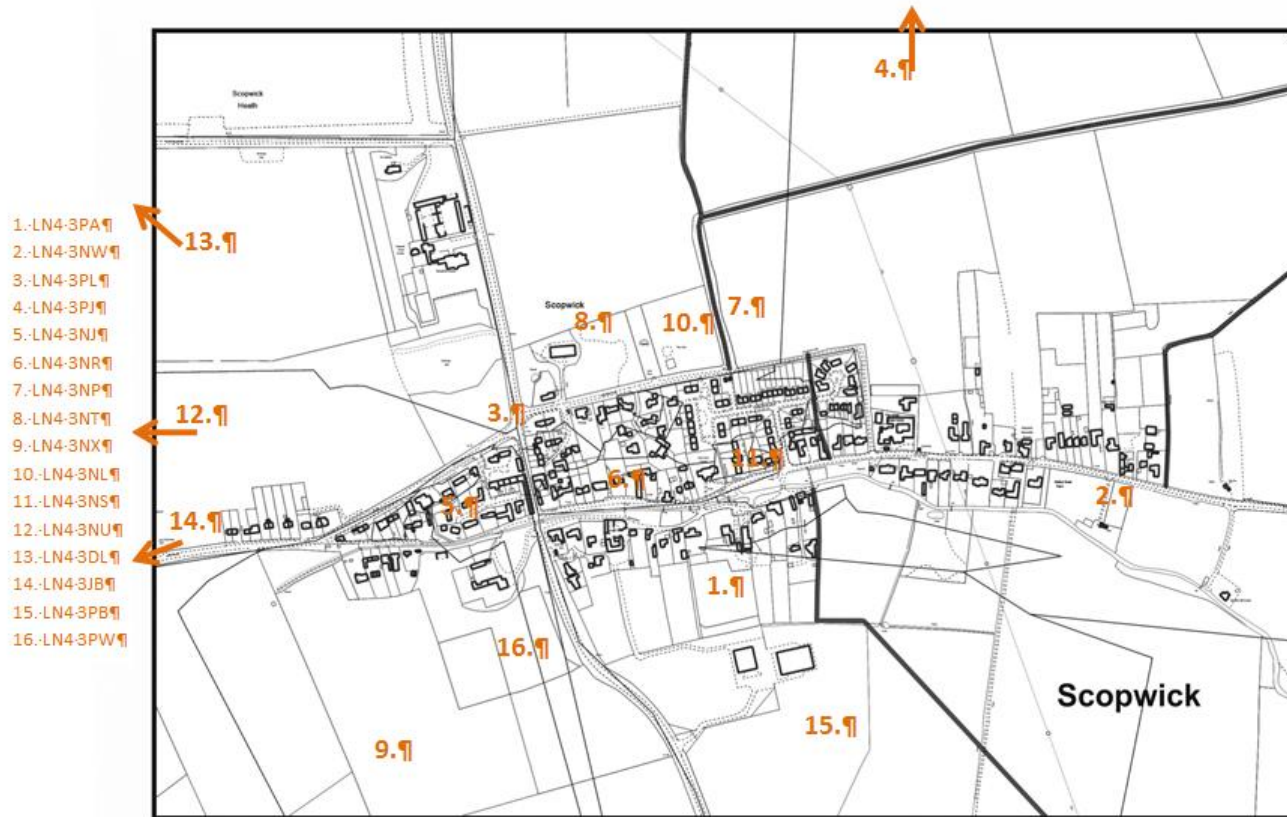 4.¶
Scopwick
Heath
1.·LN4·3PA¶
2.·LN4·3NW¶
3.·LN4·3PL¶
4.·LN4·3PJ¶
5.·LN4·3NJ¶
6.·LN4·3NR¶
7.·LN4·3NP¶
8.·LN4·3NT¶
9.·LN4·3NX¶
10.·LN4·3NL¶
11.·LN4·3NS¶
12.·LN4·3NU¶
13.·LN4·3DL¶
14.·LN4·3JB¶
15.·LN4·3PB¶
16.·LN4·3PW¶
13.¶
Scopwick
7.¶
8.¶
10.¶
12.¶
3.¶
11.¶
6.¶
2.¶
5.¶
14.¶
1.¶
16.¶
Scopwick
15.¶
9.¶